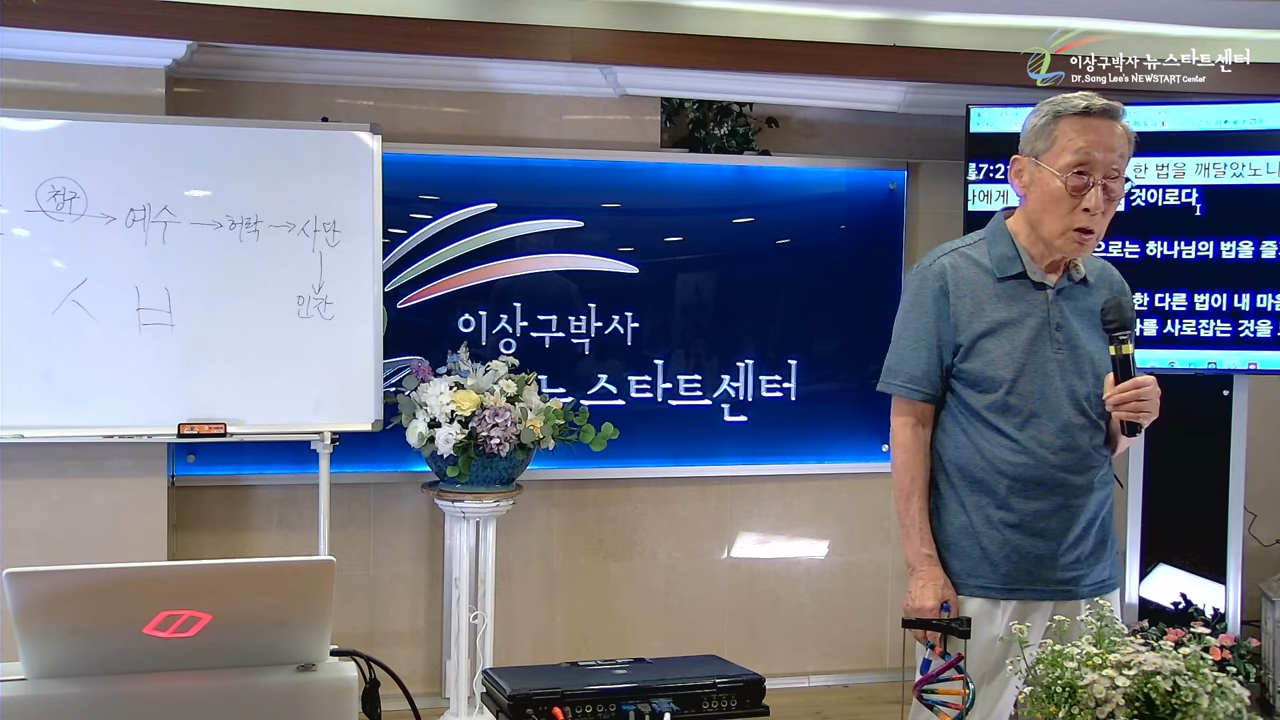 이상구박사 뉴스타트센터
Dr. Sang Lee's NEWSTART Center
청구
예수 → 허락 → 사단
인간
이상구박사
뉴스타트센터
롬7:2
한 법을 깨달았노니
나에게
것이로다
으로는 하나님의 법을 즐
한 다른 법이 내 마음
나를 사로잡는 것을